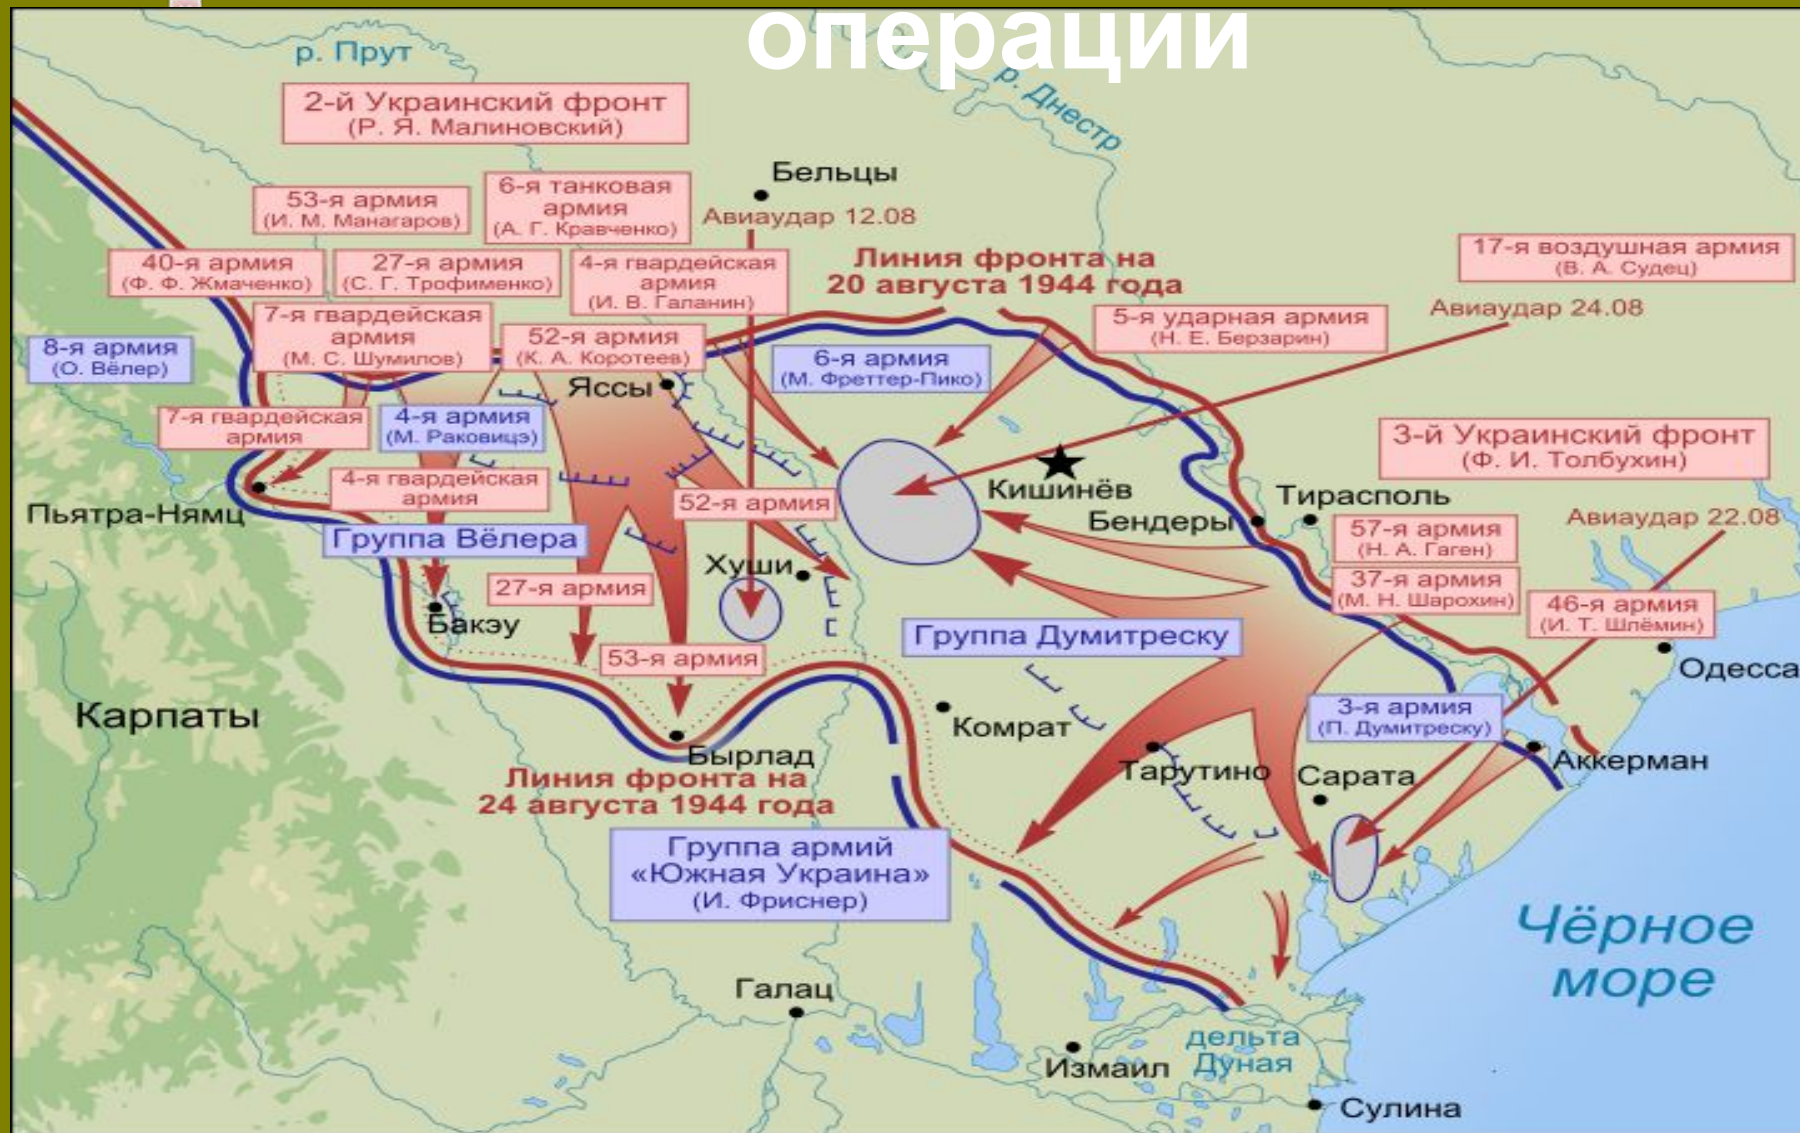 операции
р. Прут
р. Днестр
2-й Украинский фронт
(Р. Я. Малиновский)
Бельцы
Авиаудар 12.08
53-я армия
(И. М. Манагаров)
6-я танковая
армия
(А. Г. Кравченко)
40-я армия
(Ф. Ф. Жмаченко)
27-я армия
(С. Г. Трофименко)
4-я гвардейская
армия
(И. В. Галанин)
Линия фронта на
20 августа 1944 года
17-я воздушная армия
(В. А. Судец)
Авиаудар 24.08
7-я гвардейская
армия
(М. С. Шумилов)
52-я армия
(К. А. Коротеев)
5-я ударная армия
(Н. Е. Берзарин)
8-я армия
(О. Вёлер)
6-я армия
(М. Фреттер-Пико)
Яссы
7-я гвардейская
армия
4-я армия
(М. Раковицэ)
3-й Украинский фронт
(Ф. И. Толбухин)
4-я гвардейская
армия
52-я армия
Кишинёв
Бендеры
Тирасполь
Авиаудар 22.08
Пьятра-Нямц
Группа Вёлера
57-я армия
(Н. А. Гаген)
Хуши
27-я армия
37-я армия
(М. Н. Шарохин)
46-я армия
(И. Т. Шлёмин)
Бакэу
Группа Думитреску
53-я армия
Одесса
Карпаты
Комрат
3-я армия
(П. Думитреску)
Бырлад
Тарутино
Сарата
Аккерман
Линия фронта на
24 августа 1944 года
Группа армий
«Южная Украина»
(И. Фриснер)
Чёрное
море
Галац
Измаил
дельта
Дуная
Сулина